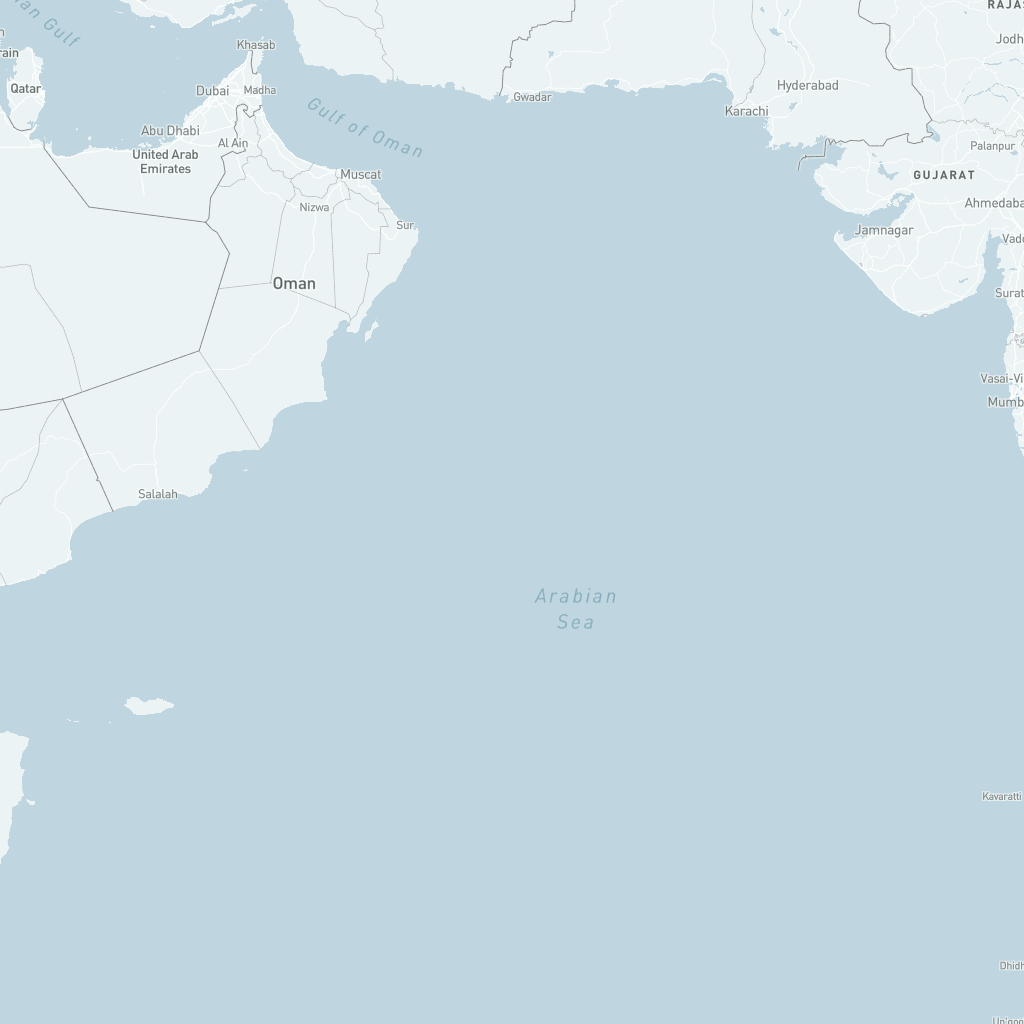 RAJAS
ian Gulf
Jodh
Khasab
rain
Qatar
Dubai
Madha
Gwadar
Hyderabad
Karachi
Gulf of Oman
Abu Dhabi
Al Ain
United Arab
Emirates
Palanpur
Muscat
GUJARAT
Nizwa
Ahmedaba
Sur
Jamnagar
Vado
Oman
Surat
Vasai-Vi
Mumb
Salalah
Arabian
Sea
Kavaratti
Dhidh